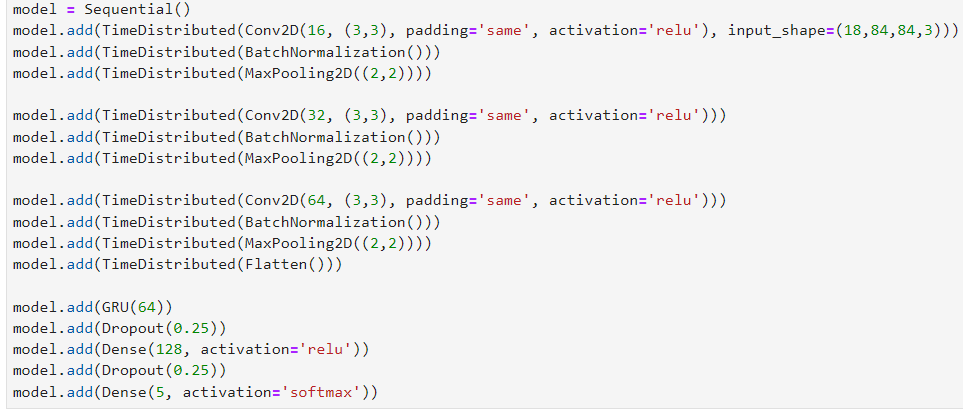 model = Sequential()
model.add(TimeDistributed(Conv2D(16, (3,3), padding='same', activation='relu'), input_shape=(18,84,84,3)))
model.add(TimeDistributed(BatchNormalization()))
model.add(TimeDistributed(MaxPooling2D((2,2))))
model.add(TimeDistributed(Conv2D(32, (3,3), padding='same', activation='relu')))
model.add(TimeDistributed(BatchNormalization()))
model.add(TimeDistributed(MaxPooling2D((2,2))))
model.add(TimeDistributed(Conv2D(64, (3,3), padding='same', activation='relu')))
model.add(TimeDistributed(BatchNormalization()))
model.add(TimeDistributed(MaxPooling2D((2,2))))
model.add(TimeDistributed(Flatten()))
model.add(GRU(64))
model.add(Dropout(0.25))
model.add(Dense(128, activation='relu'))
model.add(Dropout(0.25))
model.add(Dense(5, activation='softmax'))